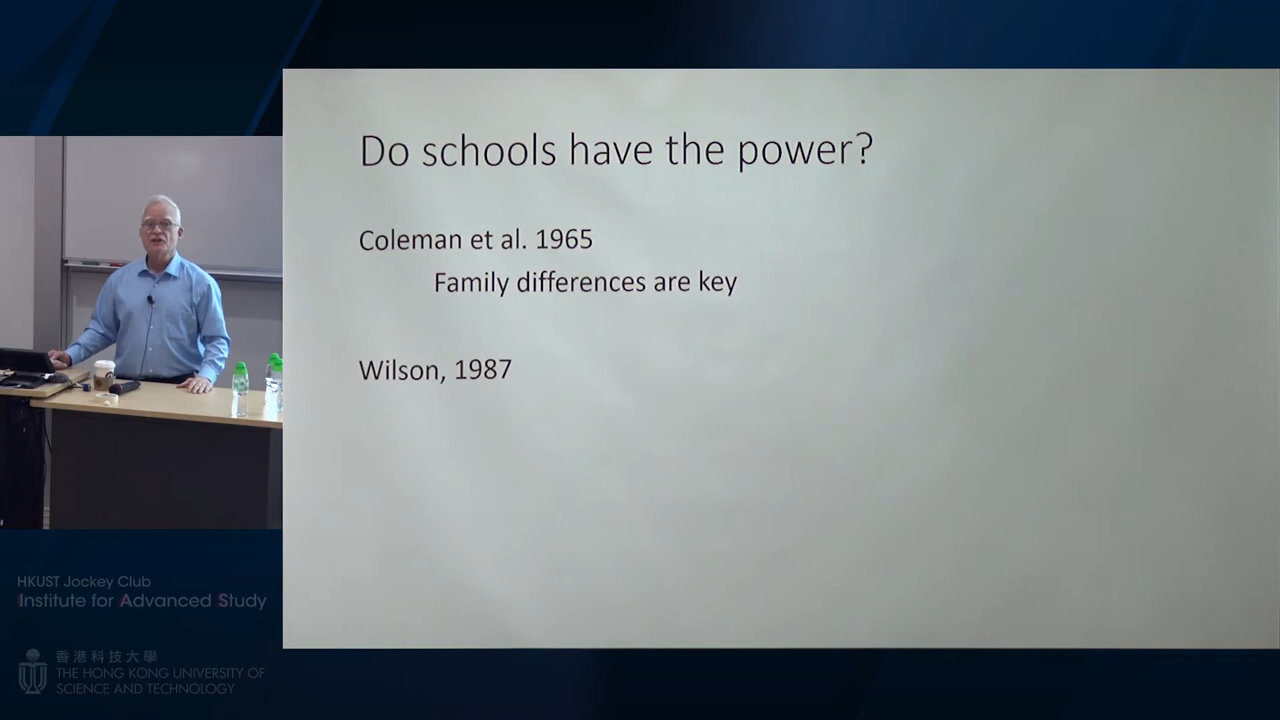 Do schools have the power?
Coleman et al. 1965
Family differences are key
Wilson, 1987
HKUST Jockey Club
Institute for Advanced Study
香港科技大學
THE HONG KONG UNIVERSITY OF
SCIENCE AND TECHNOLOGY